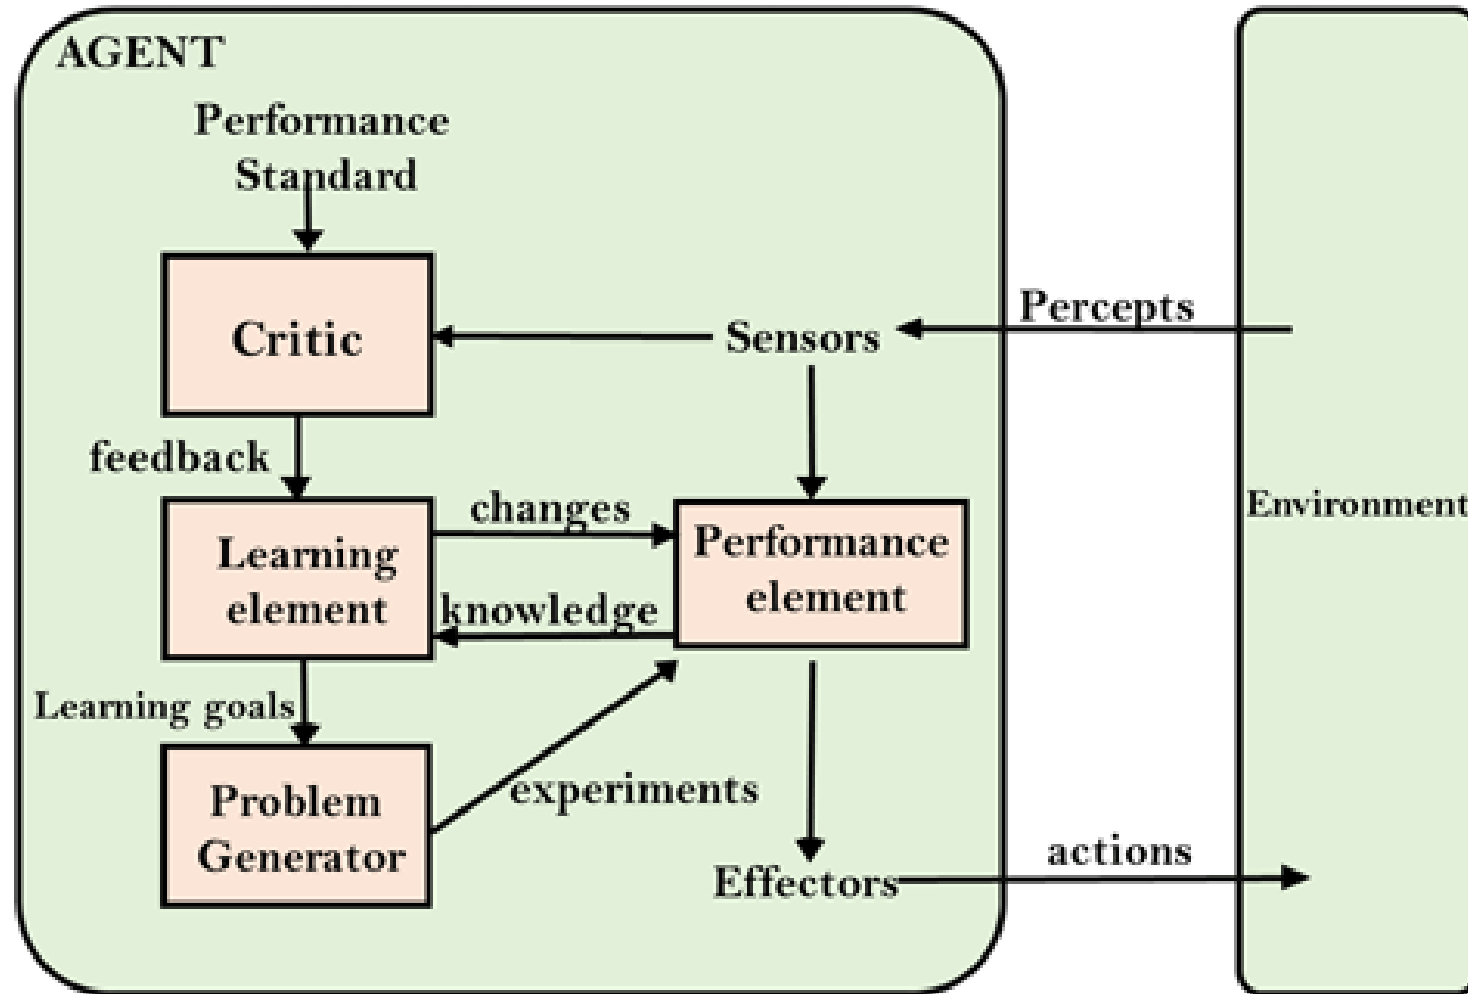 AGENT
Performance
Standard
Critic
Sensors
Percepts
feedback
changes
Learning
element
Performance
element
knowledge
Environment
Learning goals
Problem
Generator
experiments
Effectors
actions